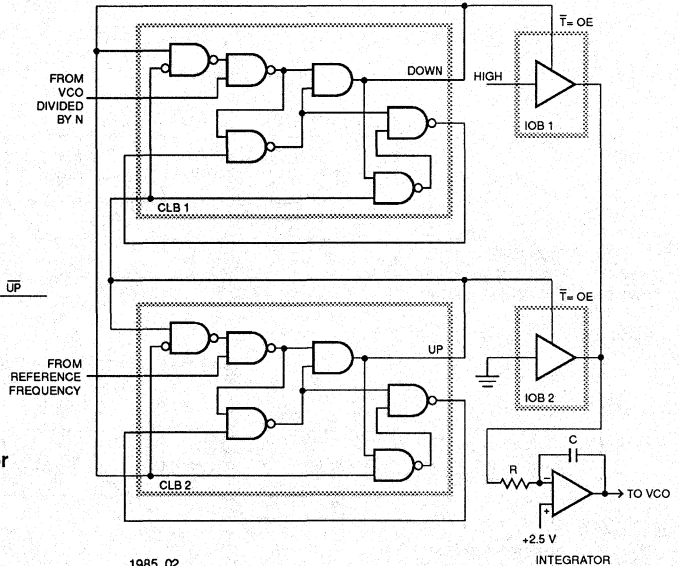 T̅= OE
DOWN
HIGH
FROM
VCO
DIVIDED
BY N
IOB 1
CLB 1
U̅P̅
T̅= OE
UP
FROM
REFERENCE
FREQUENCY
IOB 2
r
CLB 2
C
R
−
+
TO VCO
+2.5 V
INTEGRATOR
1985 02